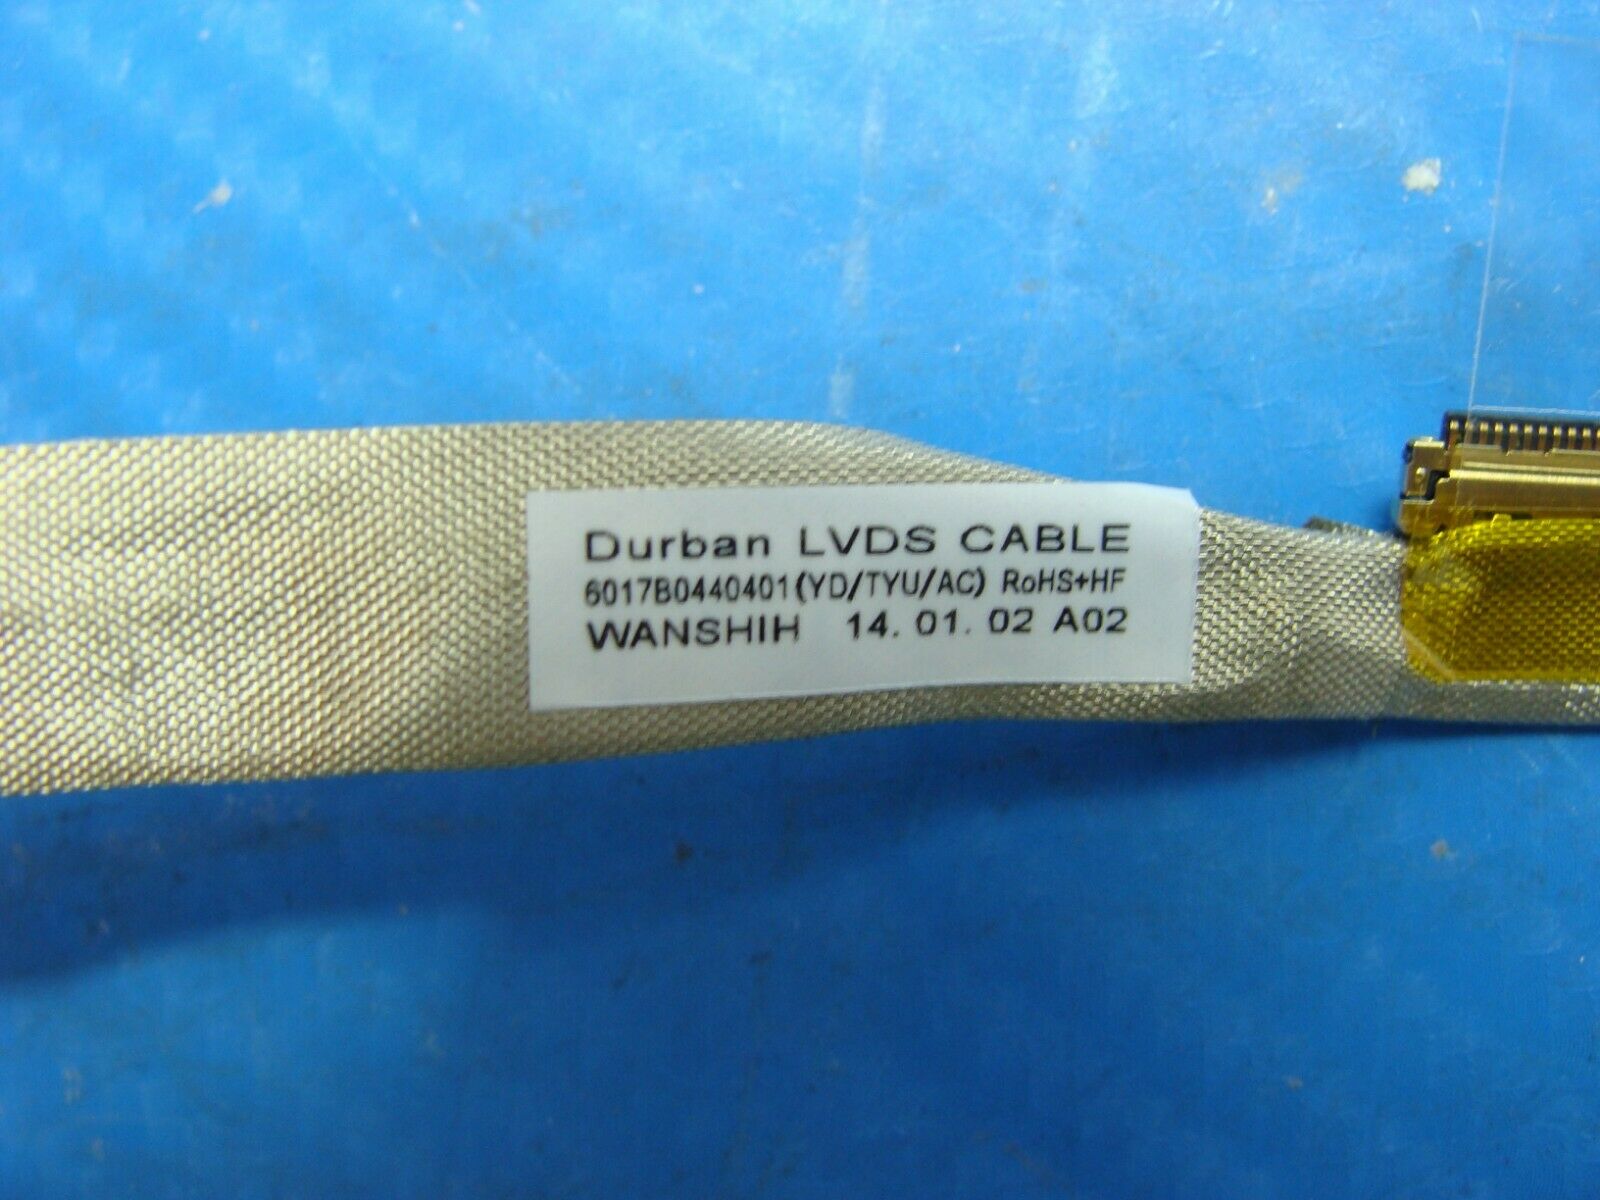 Durban LVDS CABLE
6017B0440401(YD/TYU/AC) RoHS+HF
WANSHIH 14. 01. 02 A02